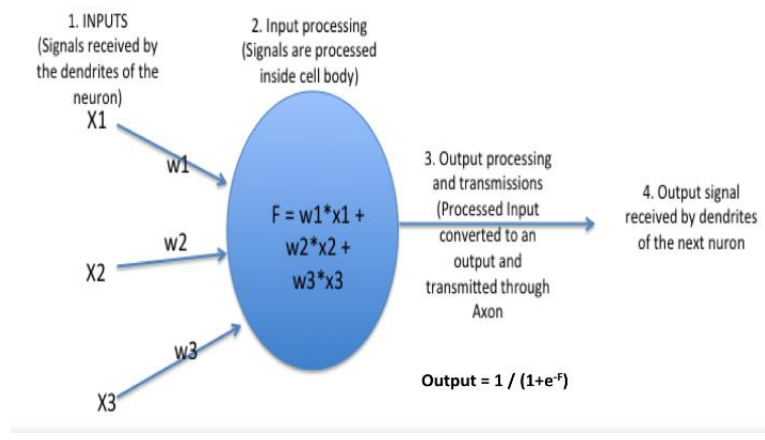 1. INPUTS
(Signals received by
the dendrites of the
neuron)
X1
w1
X2
w2
X3
w3
2. Input processing
(Signals are processed
inside cell body)
F = w1*x1 +
w2*x2 +
w3*x3
3. Output processing
and transmissions
(Processed Input
converted to an
output and
transmitted through
Axon
Output = 1 / (1+e-F)
4. Output signal
received by dendrites
of the next nuron